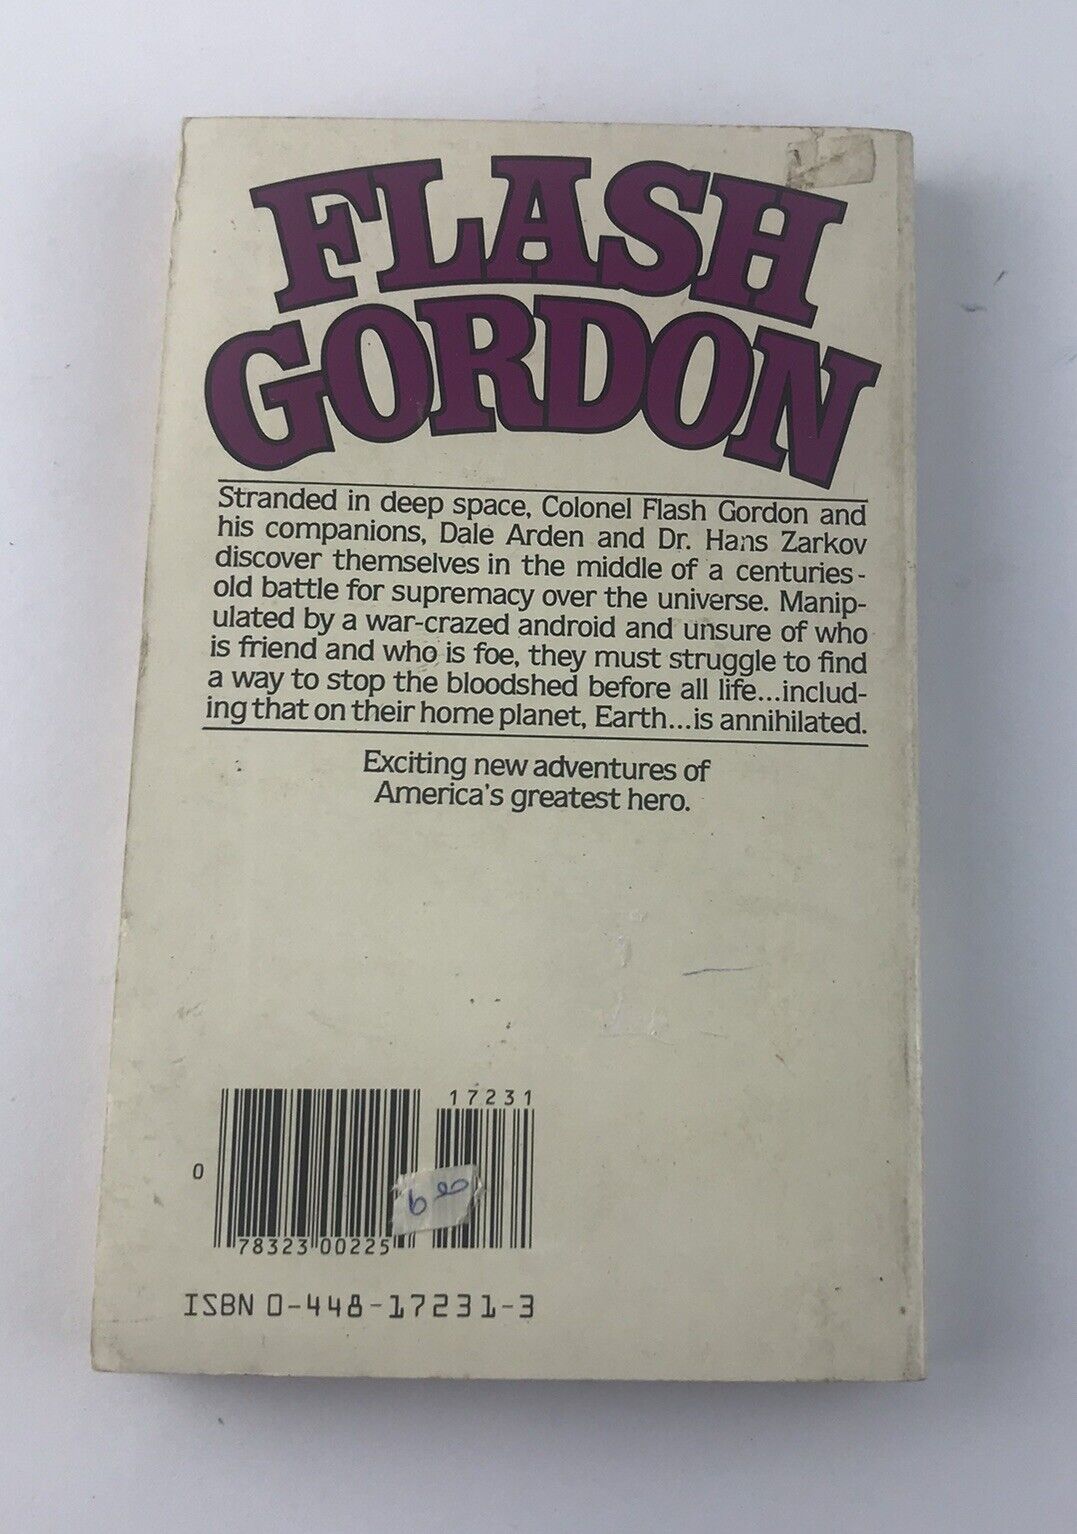 FLASH
GORDON
Stranded in deep space, Colonel Flash Gordon and
his companions, Dale Arden and Dr. Hans Zarkov
discover themselves in the middle of a centuries-
old battle for supremacy over the universe. Manip-
ulated by a war-crazed android and unsure of who
is friend and who is foe, they must struggle to find
a way to stop the bloodshed before all life...includ-
ing that on their home planet, Earth...is annihilated.
Exciting new adventures of
America's greatest hero.
17231
0
78323 00225
ISBN 0-448-17231-3